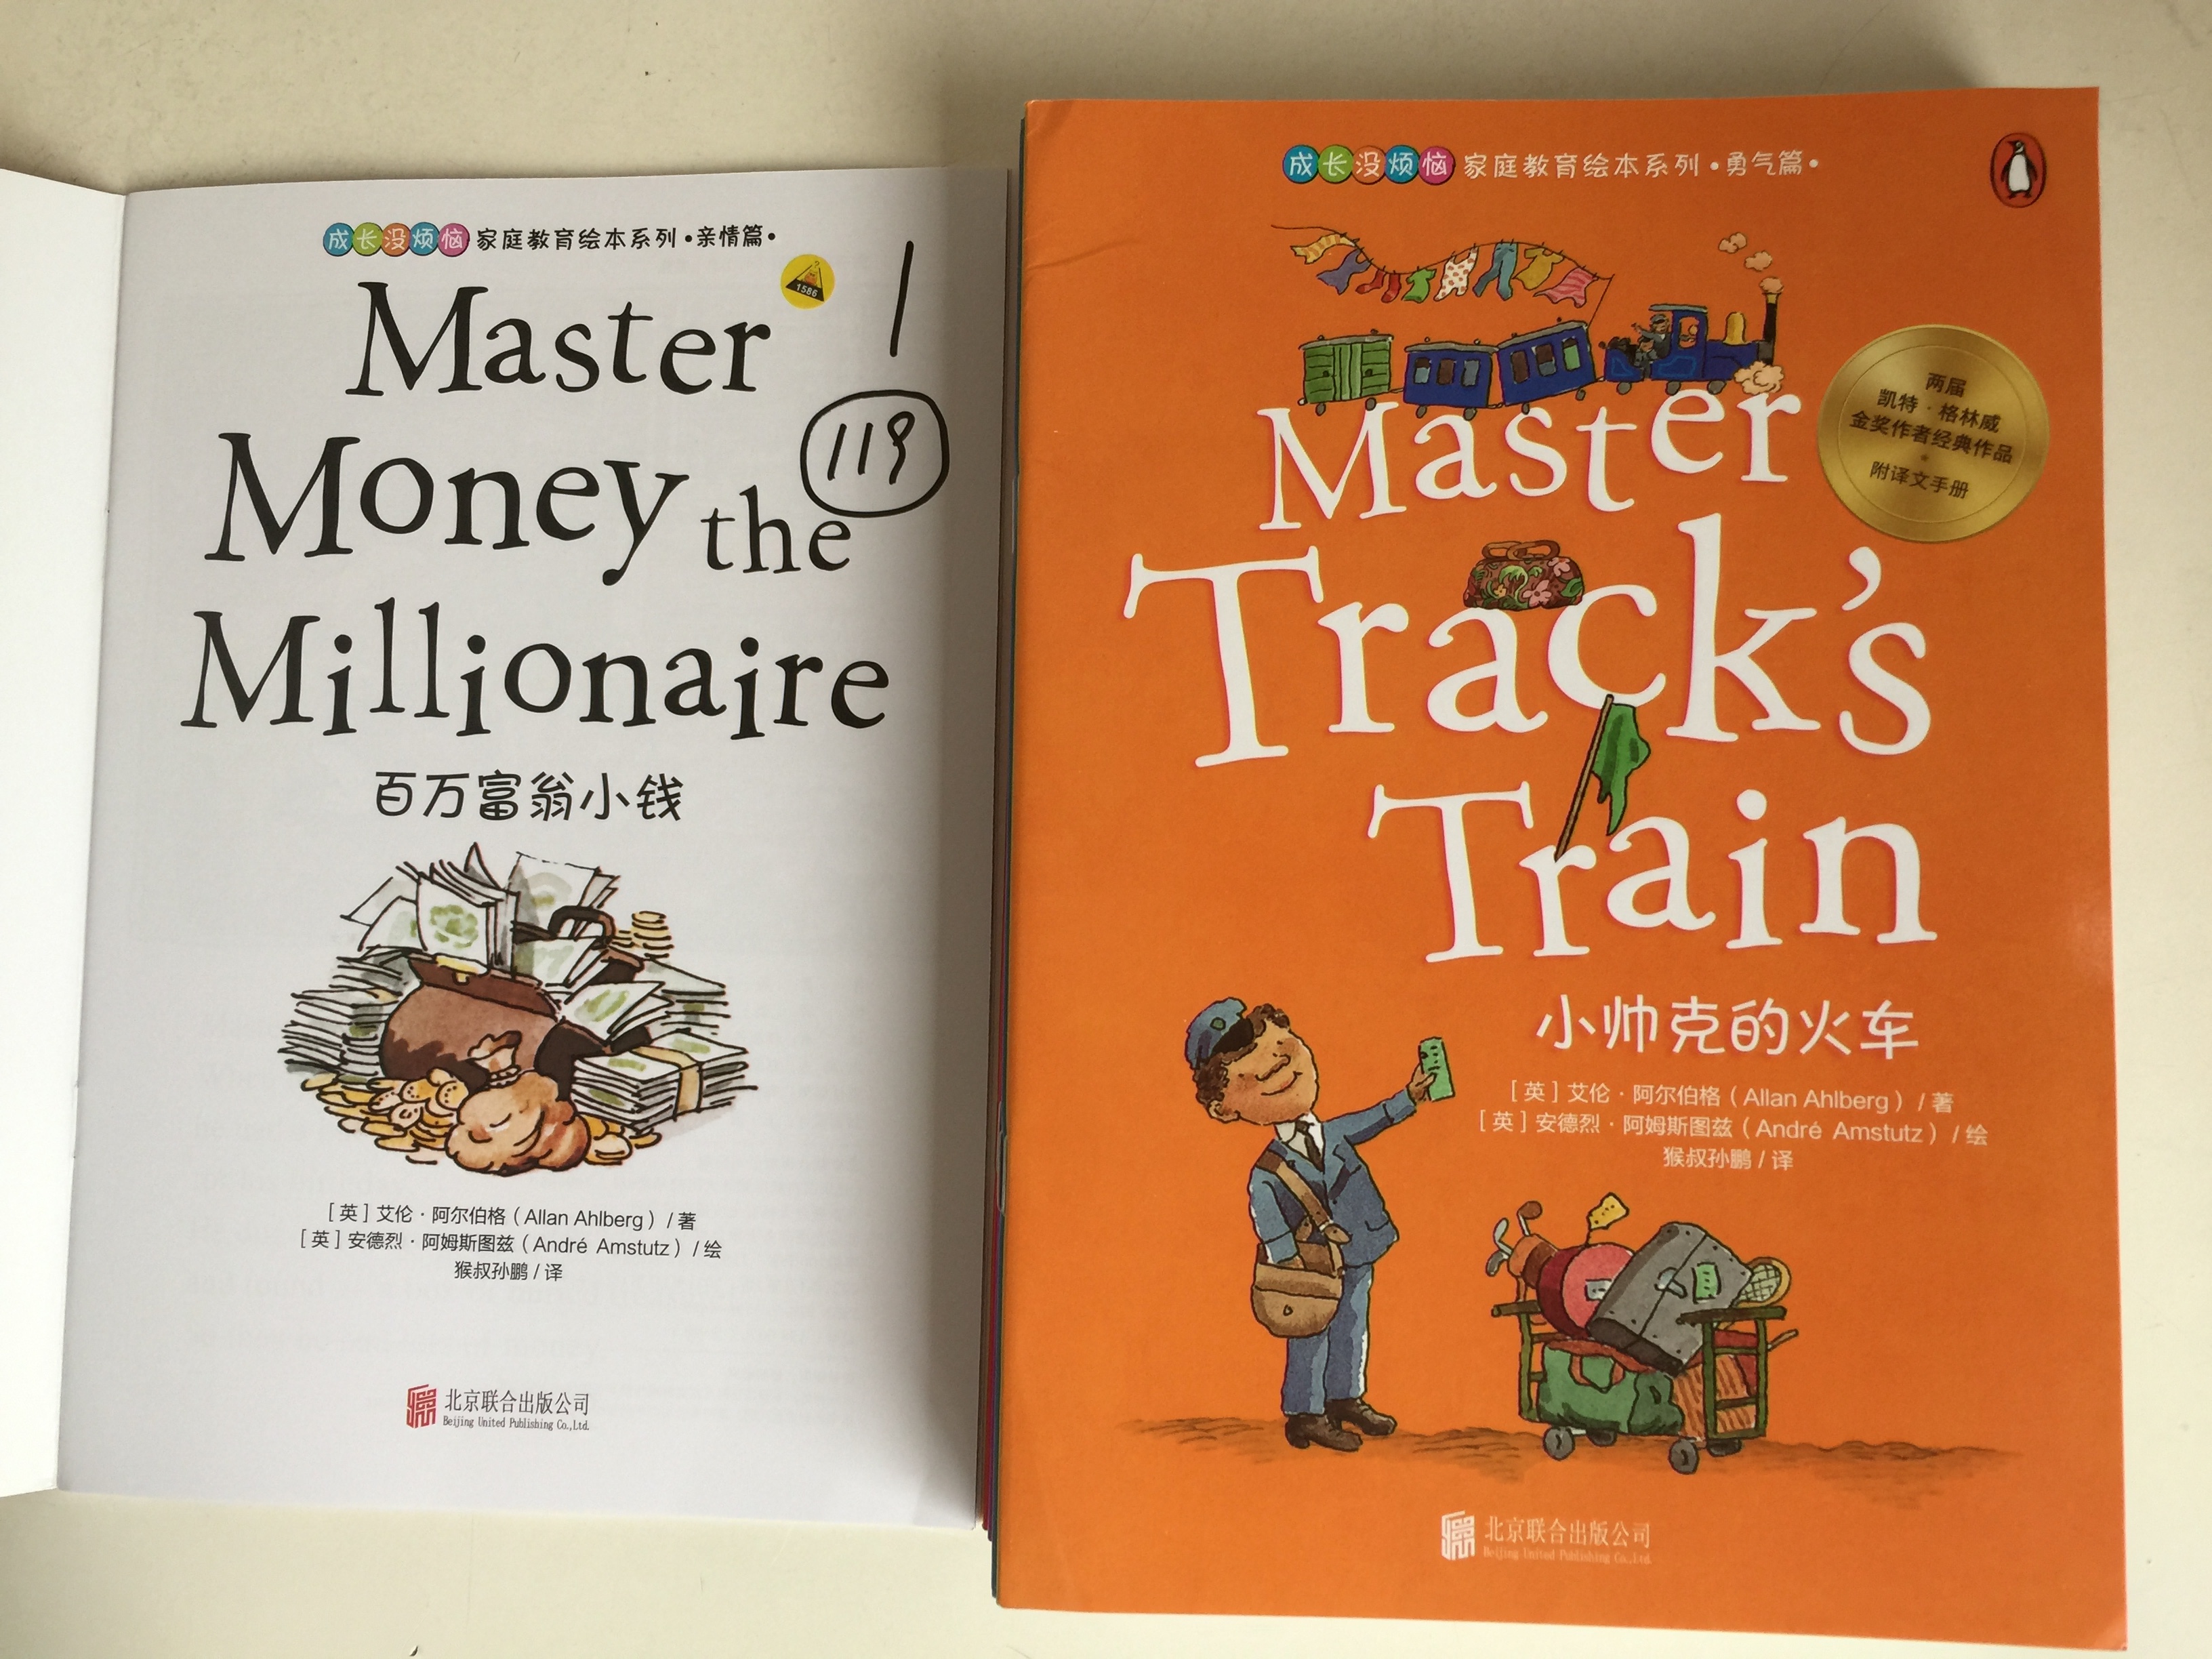 成长没烦恼 家庭教育绘本系列·亲情篇·
1586
1
119
Master
Money the
Millionaire
百万富翁小钱
[英]艾伦·阿尔伯格（Allan Ahlberg）/著
[英]安德烈·阿姆斯图兹（André Amstutz）/绘
猴叔孙鹏/译
北京联合出版公司
Beijing United Publishing Co.,Ltd.
成长没烦恼 家庭教育绘本系列·勇气篇·
两届
凯特·格林威
金奖作者经典作品
附译文手册
Master
Track's
Train
小帅克的火车
[英]艾伦·阿尔伯格（Allan Ahlberg）/著
[英]安德烈·阿姆斯图兹（André Amstutz）/绘
猴叔孙鹏/译
北京联合出版公司
Beijing United Publishing Co.,Ltd.